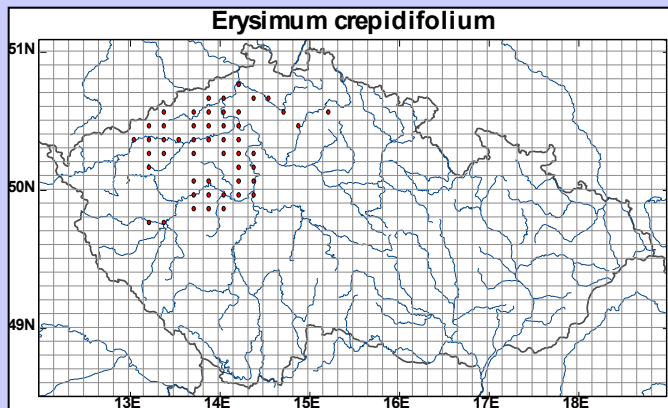 Erysimum crepidifolium
51N
50N
49N
13E 14E 15E 16E 17E 18E